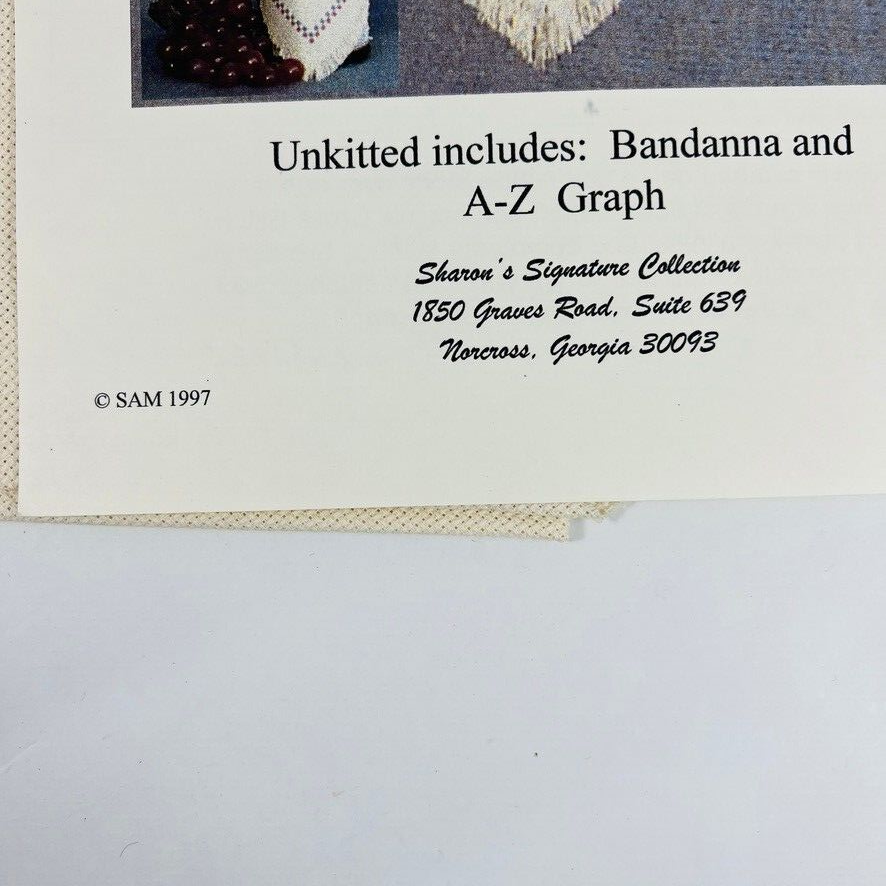 Unkitted includes: Bandanna and
A-Z Graph
Sharon's Signature Collection
1850 Graves Road, Suite 639
Norcross, Georgia 30093
© SAM 1997